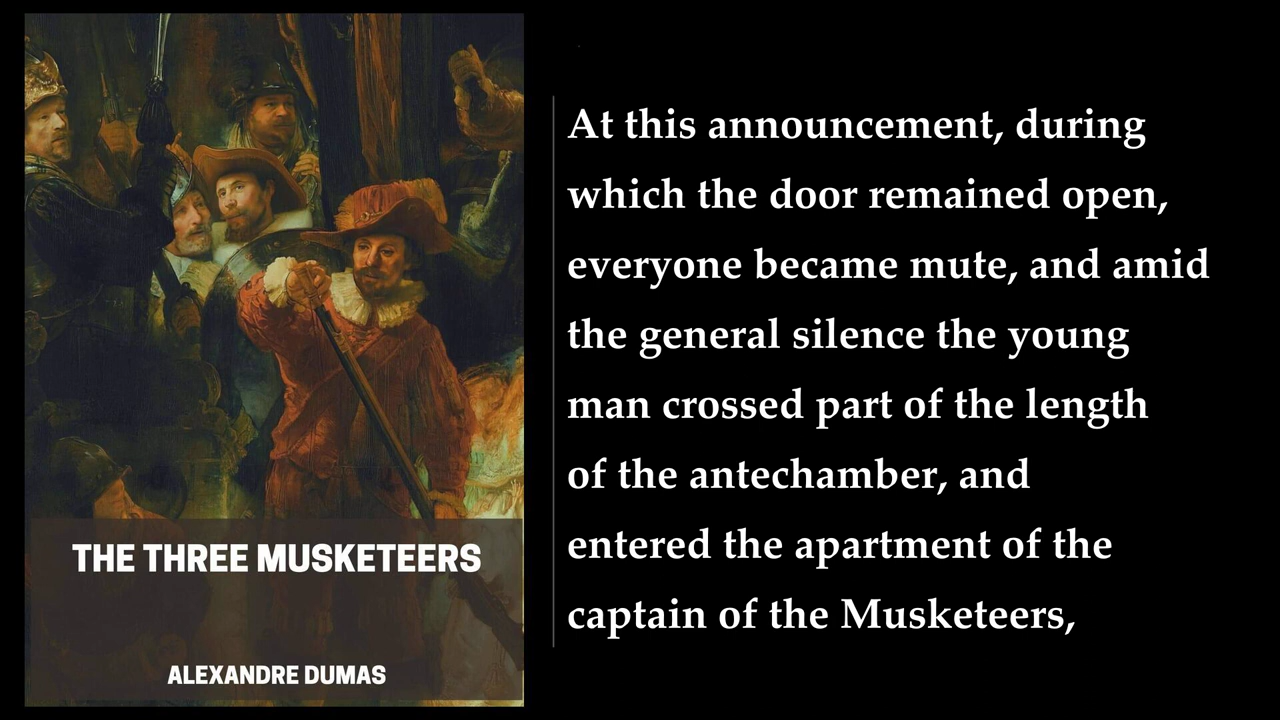 THE THREE MUSKETEERS
ALEXANDRE DUMAS
At this announcement, during
which the door remained open,
everyone became mute, and amid
the general silence the young
man crossed part of the length
of the antechamber, and
entered the apartment of the
captain of the Musketeers,